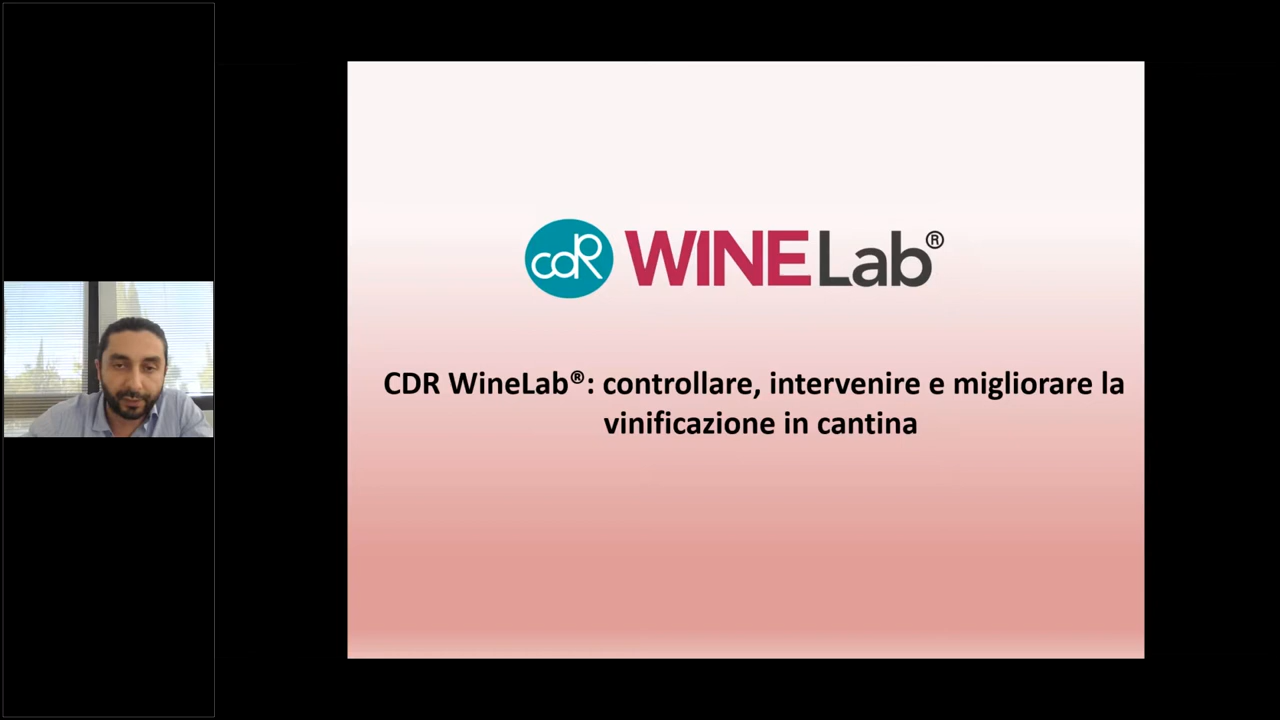 cdR WINELab®
CDR WineLab®: controllare, intervenire e migliorare la
vinificazione in cantina